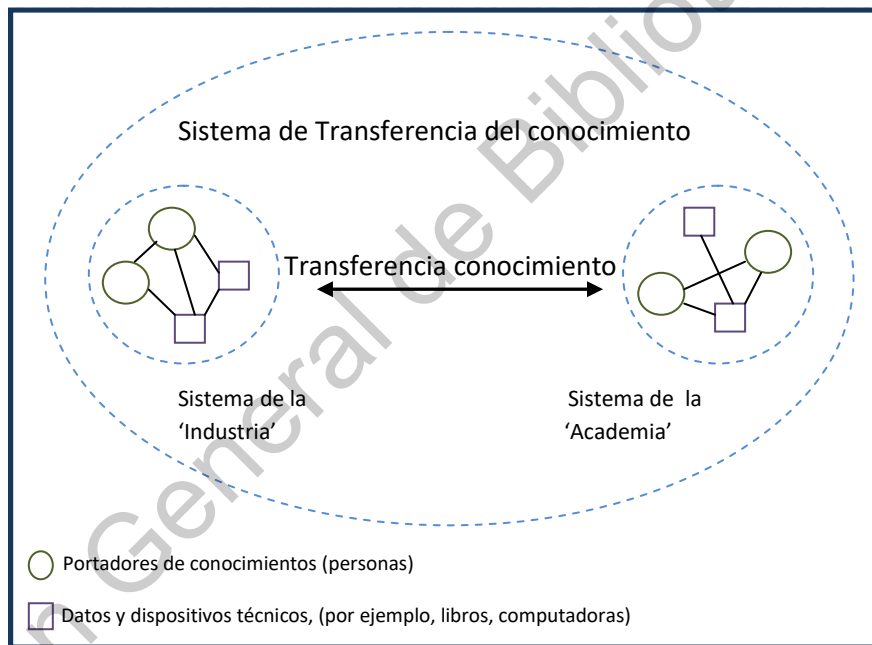 Sistema de Transferencia del conocimiento
Transferencia conocimiento
Sistema de la
‘Industria’
Sistema de la
‘Academia’
Portadores de conocimientos (personas)
Datos y dispositivos técnicos, (por ejemplo, libros, computadoras)
General de